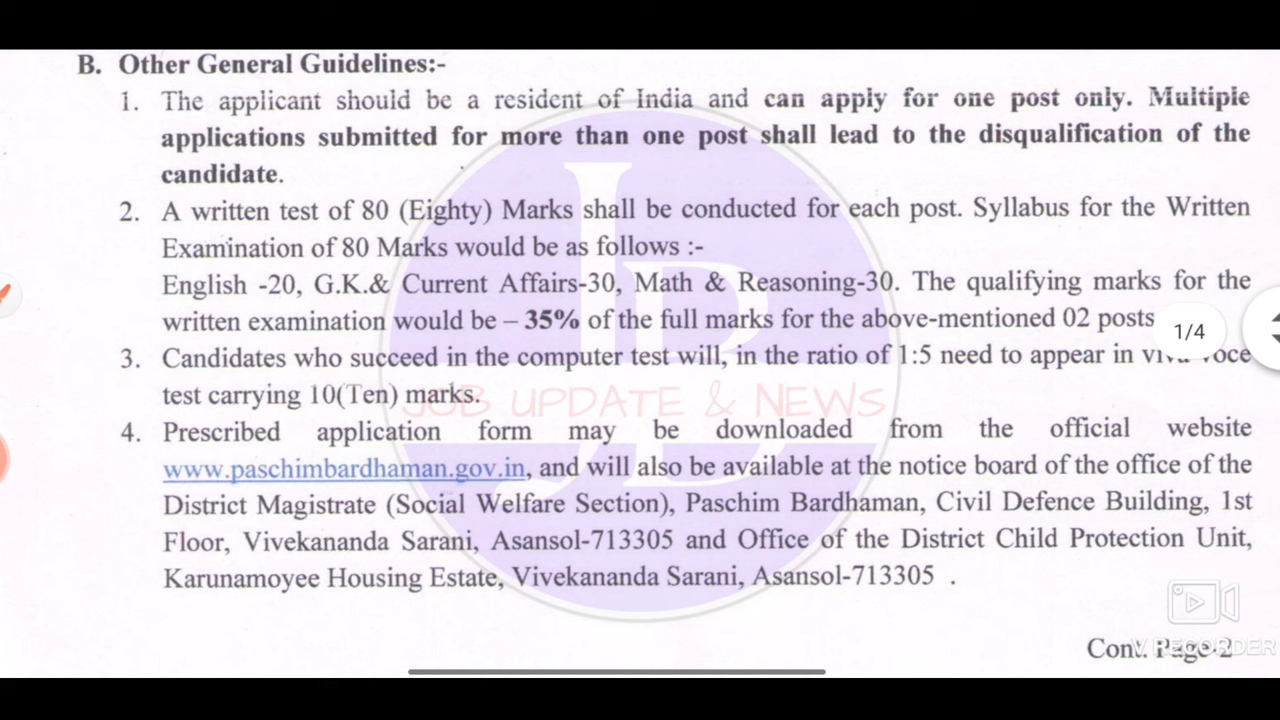 B. Other General Guidelines:-
1. The applicant should be a resident of India and can apply for one post only. Multiple
applications submitted for more than one post shall lead to the disqualification of the
candidate.
2. A written test of 80 (Eighty) Marks shall be conducted for each post. Syllabus for the Written
Examination of 80 Marks would be as follows :-
English -20, G.K.& Current Affairs-30, Math & Reasoning-30. The qualifying marks for the
written examination would be – 35% of the full marks for the above-mentioned 02 posts
1/4
3. Candidates who succeed in the computer test will, in the ratio of 1:5 need to appear in viva voce
test carrying 10(Ten) marks.
JOB UPDATE & NEWS
4. Prescribed application form may be downloaded from the official website
www.paschimbardhaman.gov.in, and will also be available at the notice board of the office of the
District Magistrate (Social Welfare Section), Paschim Bardhaman, Civil Defence Building, 1st
Floor, Vivekananda Sarani, Asansol-713305 and Office of the District Child Protection Unit,
Karunamoyee Housing Estate, Vivekananda Sarani, Asansol-713305 .
Cont. Page-2
V RECORDER